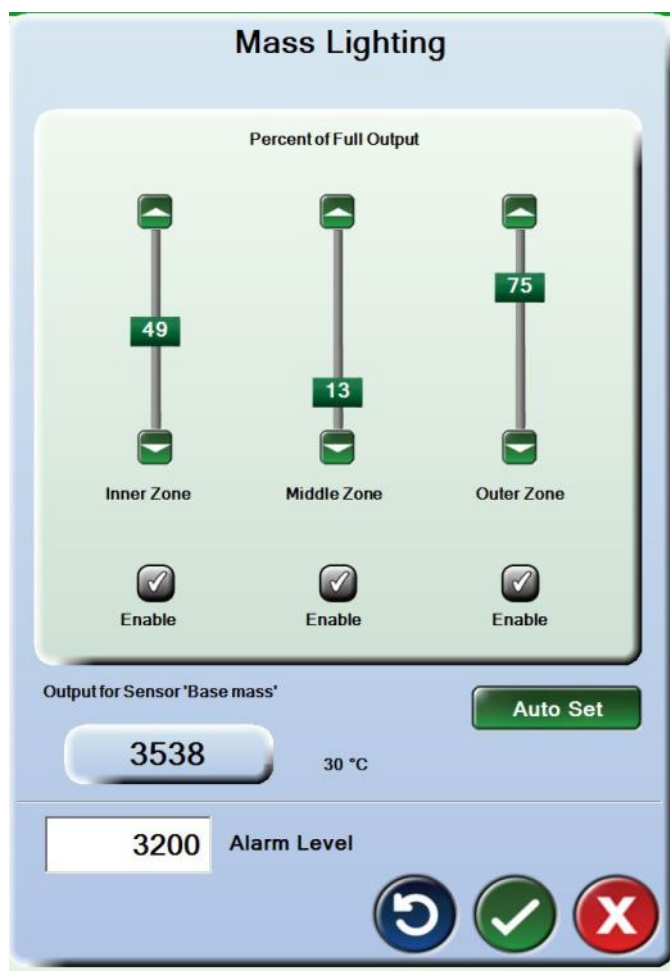 Mass Lighting
Percent of Full Output
49
13
75
Inner Zone
Middle Zone
Outer Zone
Enable
Enable
Enable
Output for Sensor 'Base mass'
Auto Set
3538
30 °C
3200
Alarm Level